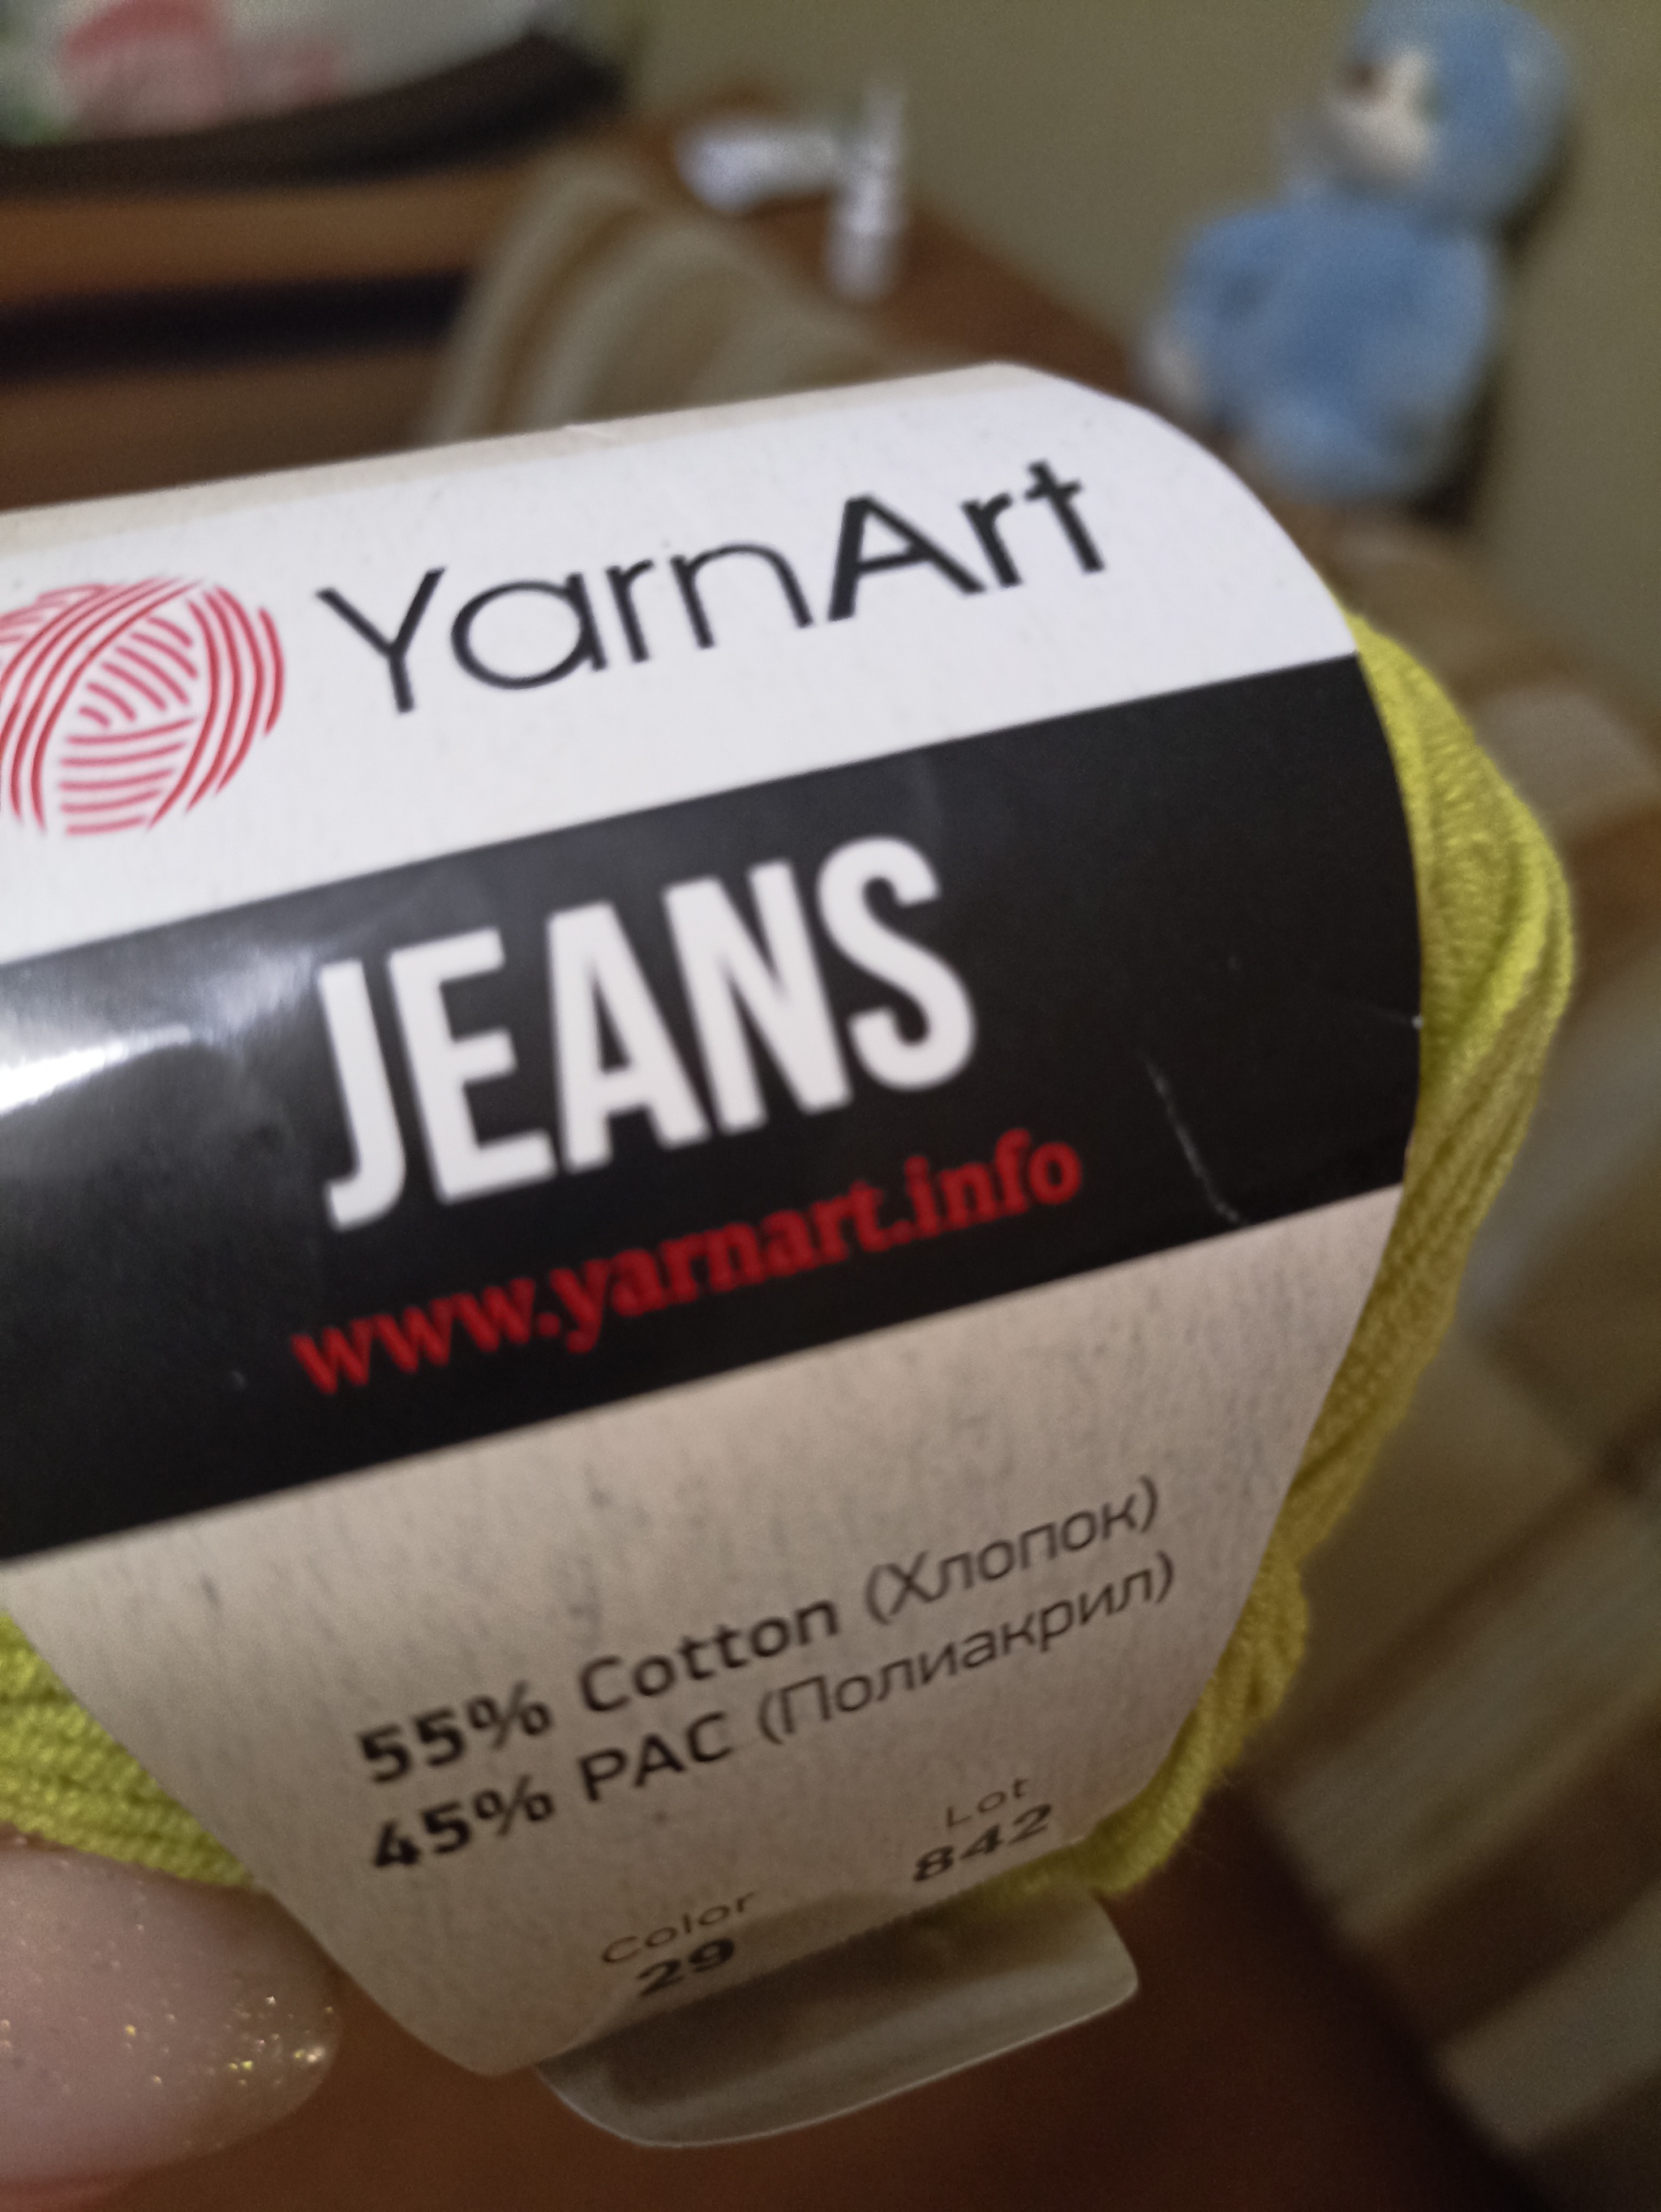 YarnArt
JEANS
www.yarnart.info
55% Cotton (Хлопок)
45% PAC (Полиакрил)
Lot
842
Color
29